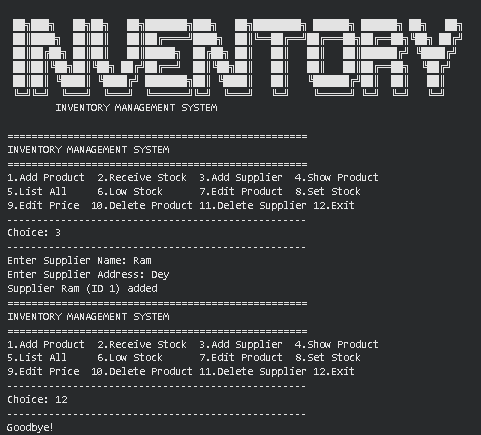 INVENTORY
INVENTORY MANAGEMENT SYSTEM
==================================================
INVENTORY MANAGEMENT SYSTEM
==================================================
1.Add Product  2.Receive Stock  3.Add Supplier  4.Show Product
5.List All     6.Low Stock      7.Edit Product  8.Set Stock
9.Edit Price  10.Delete Product 11.Delete Supplier 12.Exit
--------------------------------------------------
Choice: 3
--------------------------------------------------
Enter Supplier Name: Ram
Enter Supplier Address: Dey
Supplier Ram (ID 1) added
==================================================
INVENTORY MANAGEMENT SYSTEM
==================================================
1.Add Product  2.Receive Stock  3.Add Supplier  4.Show Product
5.List All     6.Low Stock      7.Edit Product  8.Set Stock
9.Edit Price  10.Delete Product 11.Delete Supplier 12.Exit
--------------------------------------------------
Choice: 12
--------------------------------------------------
Goodbye!